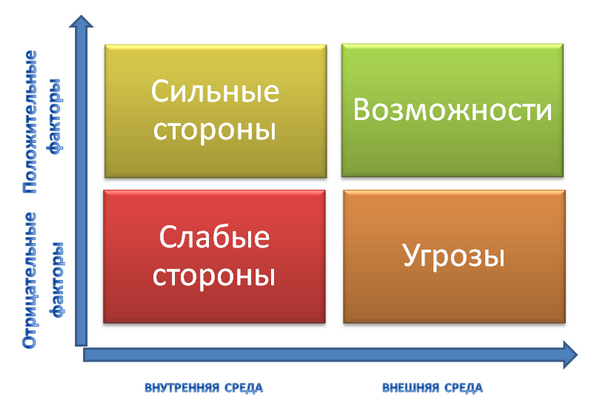 Положительные
факторы
Сильные
стороны
Возможности
Отрицательные
факторы
Слабые
стороны
Угрозы
ВНУТРЕННЯЯ СРЕДА
ВНЕШНЯЯ СРЕДА